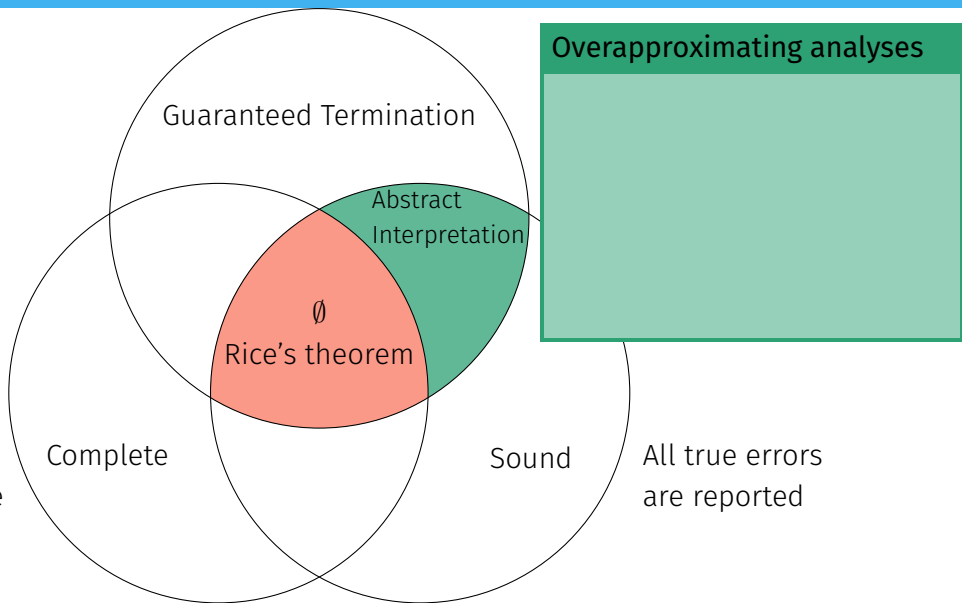 Overapproximating analyses
Guaranteed Termination
Abstract
Interpretation
∅
Rice's theorem
Complete
Sound
All true errors
are reported